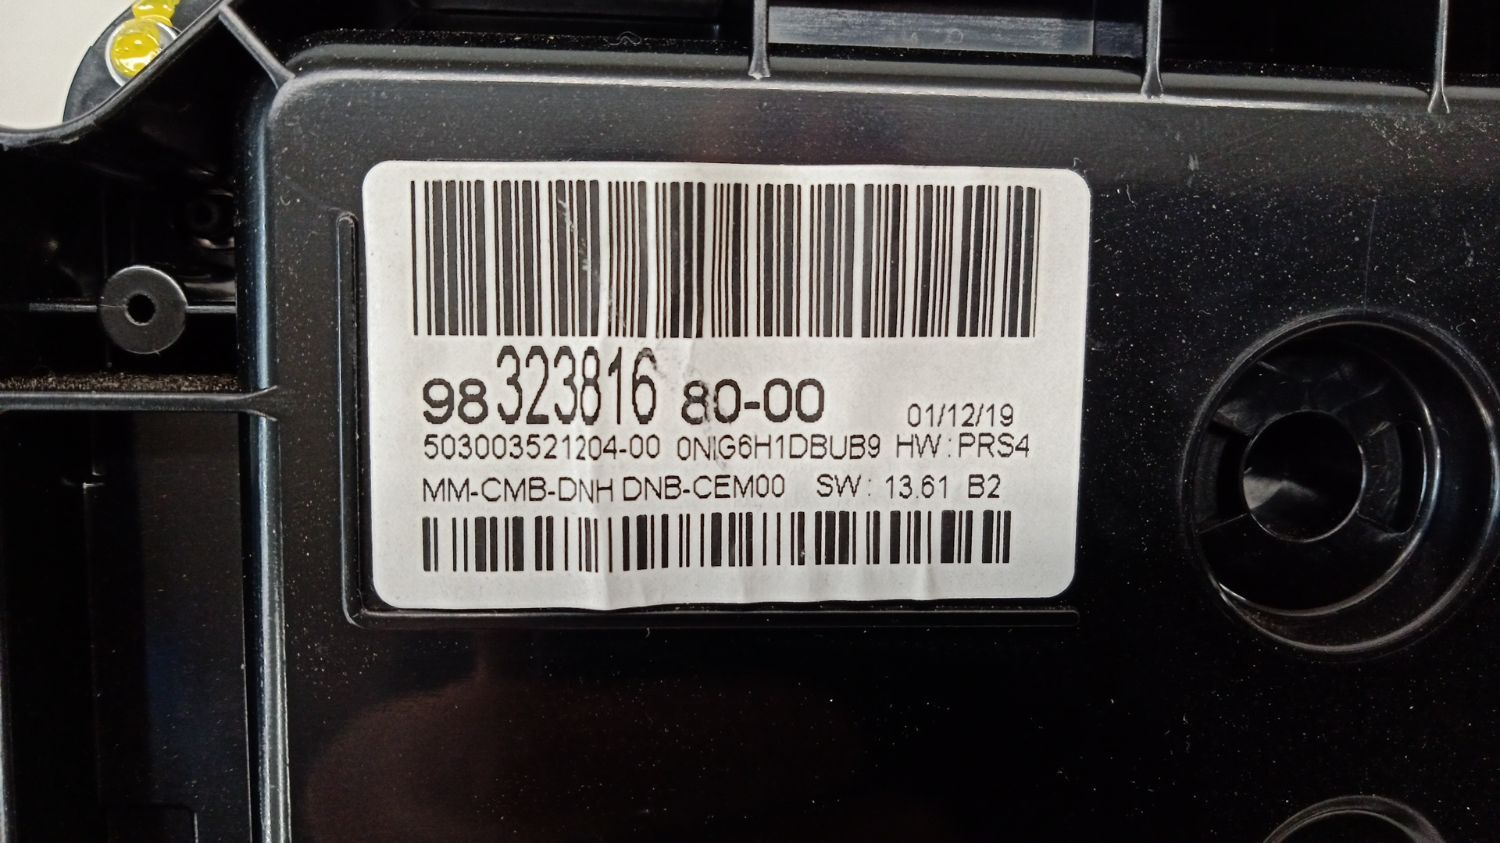 98 323816 80-00 01/12/19
503003521204-00 0NIG6H1DBUB9 HW:PRS4
MM-CMB-DNH DNB-CEM00 SW: 13.61 B2